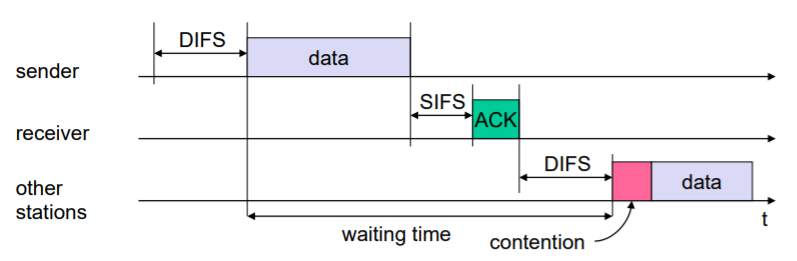 DIFS
data
sender
SIFS
ACK
receiver
DIFS
data
other
stations
t
waiting time
contention